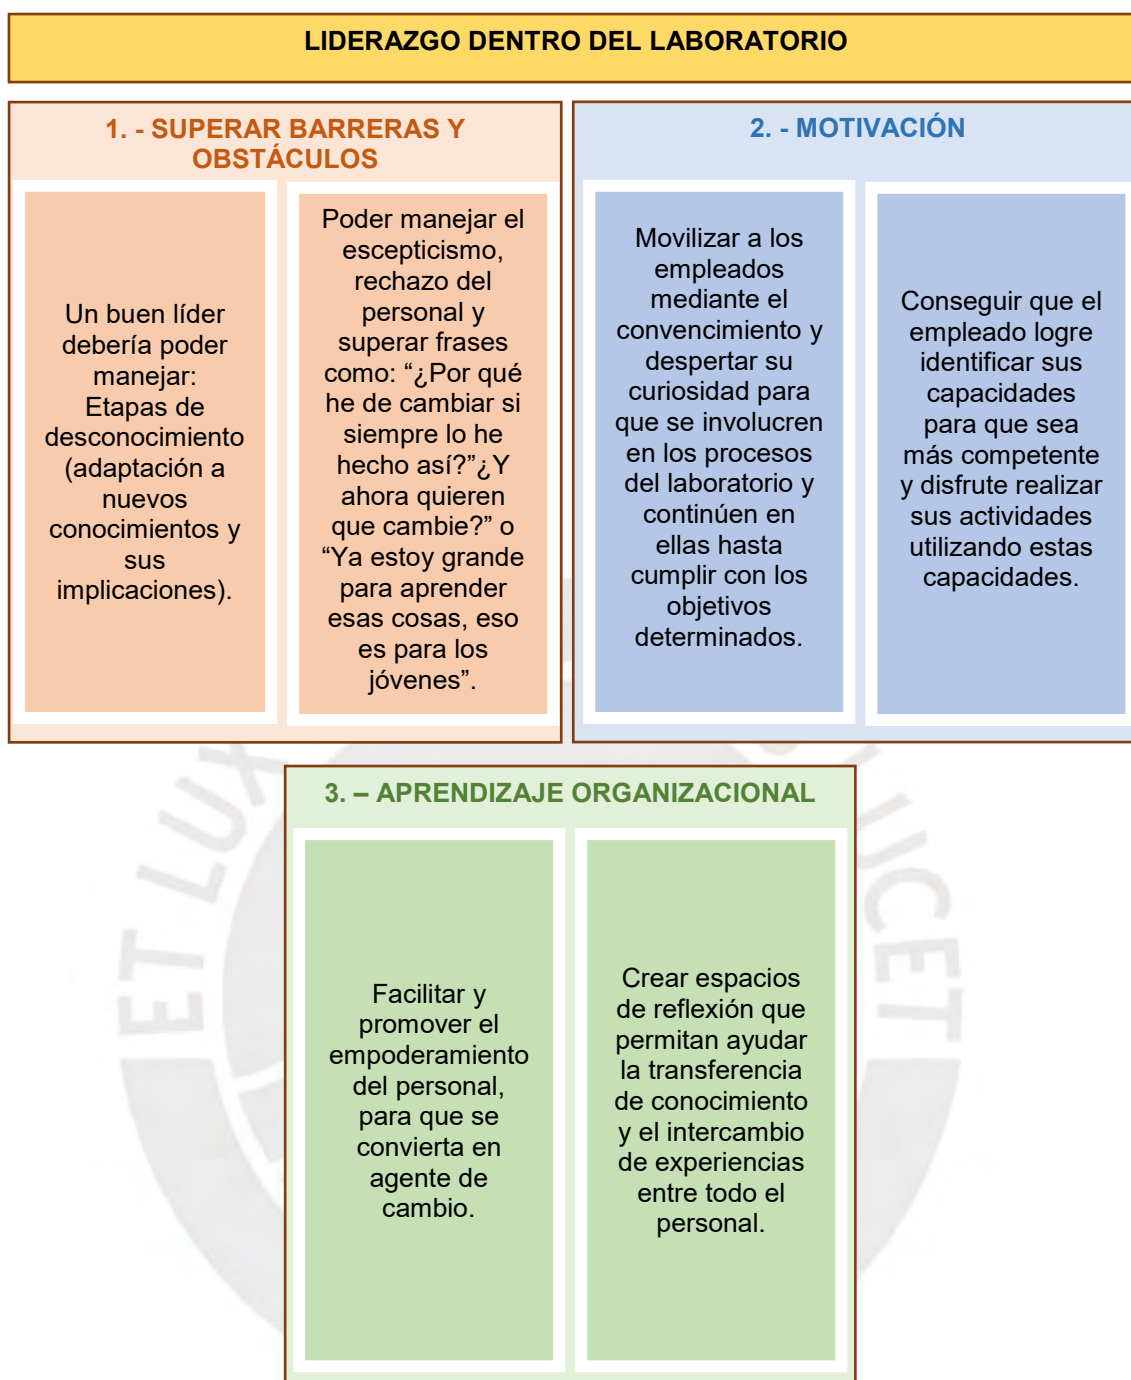 LIDERAZGO DENTRO DEL LABORATORIO
1. - SUPERAR BARRERAS Y
OBSTÁCULOS
Un buen líder
debería poder
manejar:
Etapas de
desconocimiento
(adaptación a
nuevos
conocimientos y
sus
implicaciones).
Poder manejar el
escepticismo,
rechazo del
personal y
superar frases
como: “¿Por qué
he de cambiar si
siempre lo he
hecho así?”¿Y
ahora quieren
que cambie?” o
“Ya estoy grande
para aprender
esas cosas, eso
es para los
jóvenes”.
2. - MOTIVACIÓN
Movilizar a los
empleados
mediante el
convencimiento y
despertar su
curiosidad para
que se involucren
en los procesos
del laboratorio y
continúen en
ellas hasta
cumplir con los
objetivos
determinados.
Conseguir que el
empleado logre
identificar sus
capacidades
para que sea
más competente
y disfrute realizar
sus actividades
utilizando estas
capacidades.
3. – APRENDIZAJE ORGANIZACIONAL
Facilitar y
promover el
empoderamiento
del personal,
para que se
convierta en
agente de
cambio.
Crear espacios
de reflexión que
permitan ayudar
la transferencia
de conocimiento
y el intercambio
de experiencias
entre todo el
personal.
ET LUX
LUCET